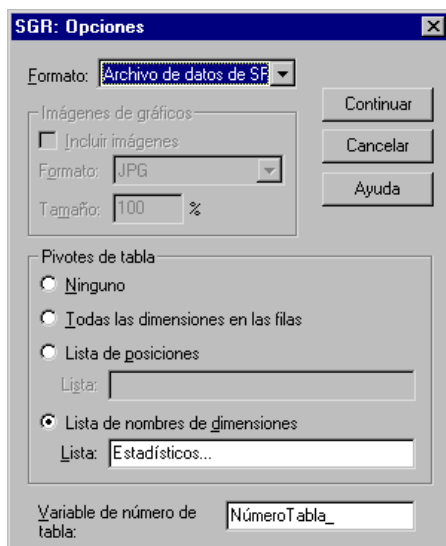 SGR: Opciones
Formato: Archivo de datos de SF
Imágenes de gráficos
Incluir imágenes
Formato: JPG
Tamaño: 100 %
Continuar
Cancelar
Ayuda
Pivotes de tabla
Ninguno
Todas las dimensiones en las filas
Lista de posiciones
Lista:
Lista de nombres de dimensiones
Lista: Estadísticos...
Variable de número de
tabla:
NúmeroTabla_